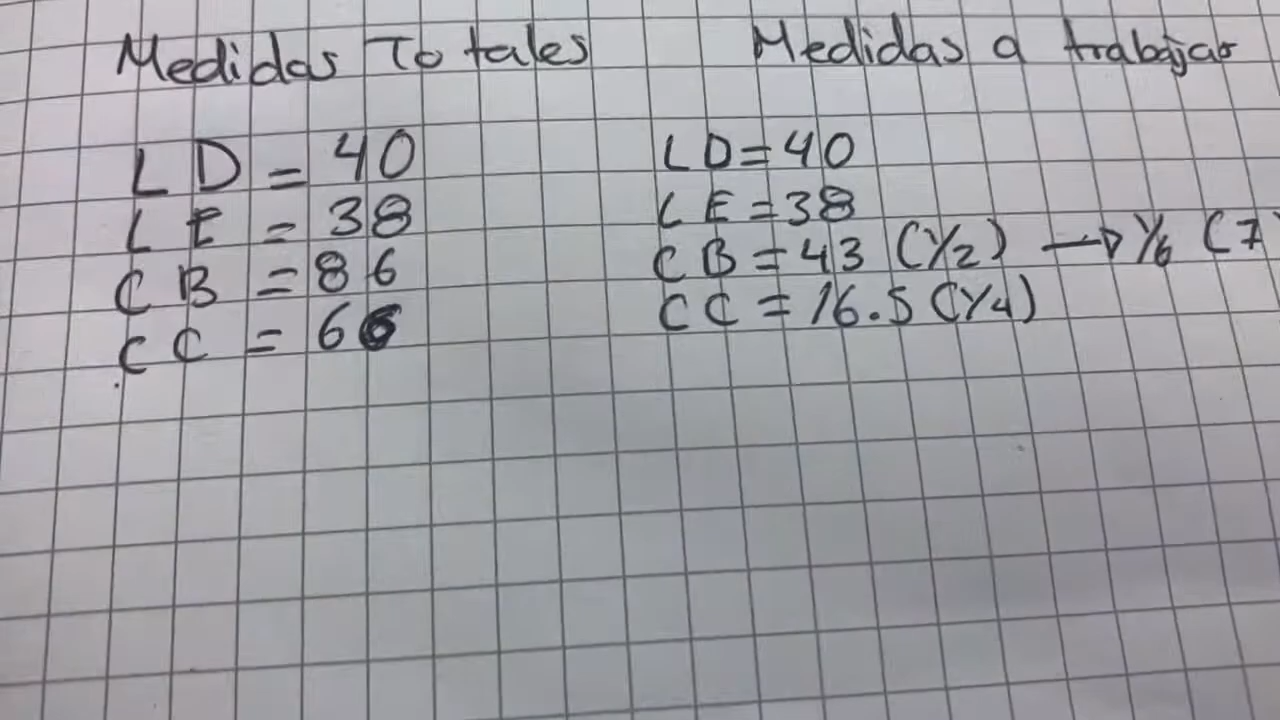 Medidas Totales
LD = 40
LE = 38
CB = 86
CC = 66
Medidas a trabajar
LD = 40
LE = 38
CB = 43 (1/2) → 1/6 (7
CC = 16.5 (1/4)